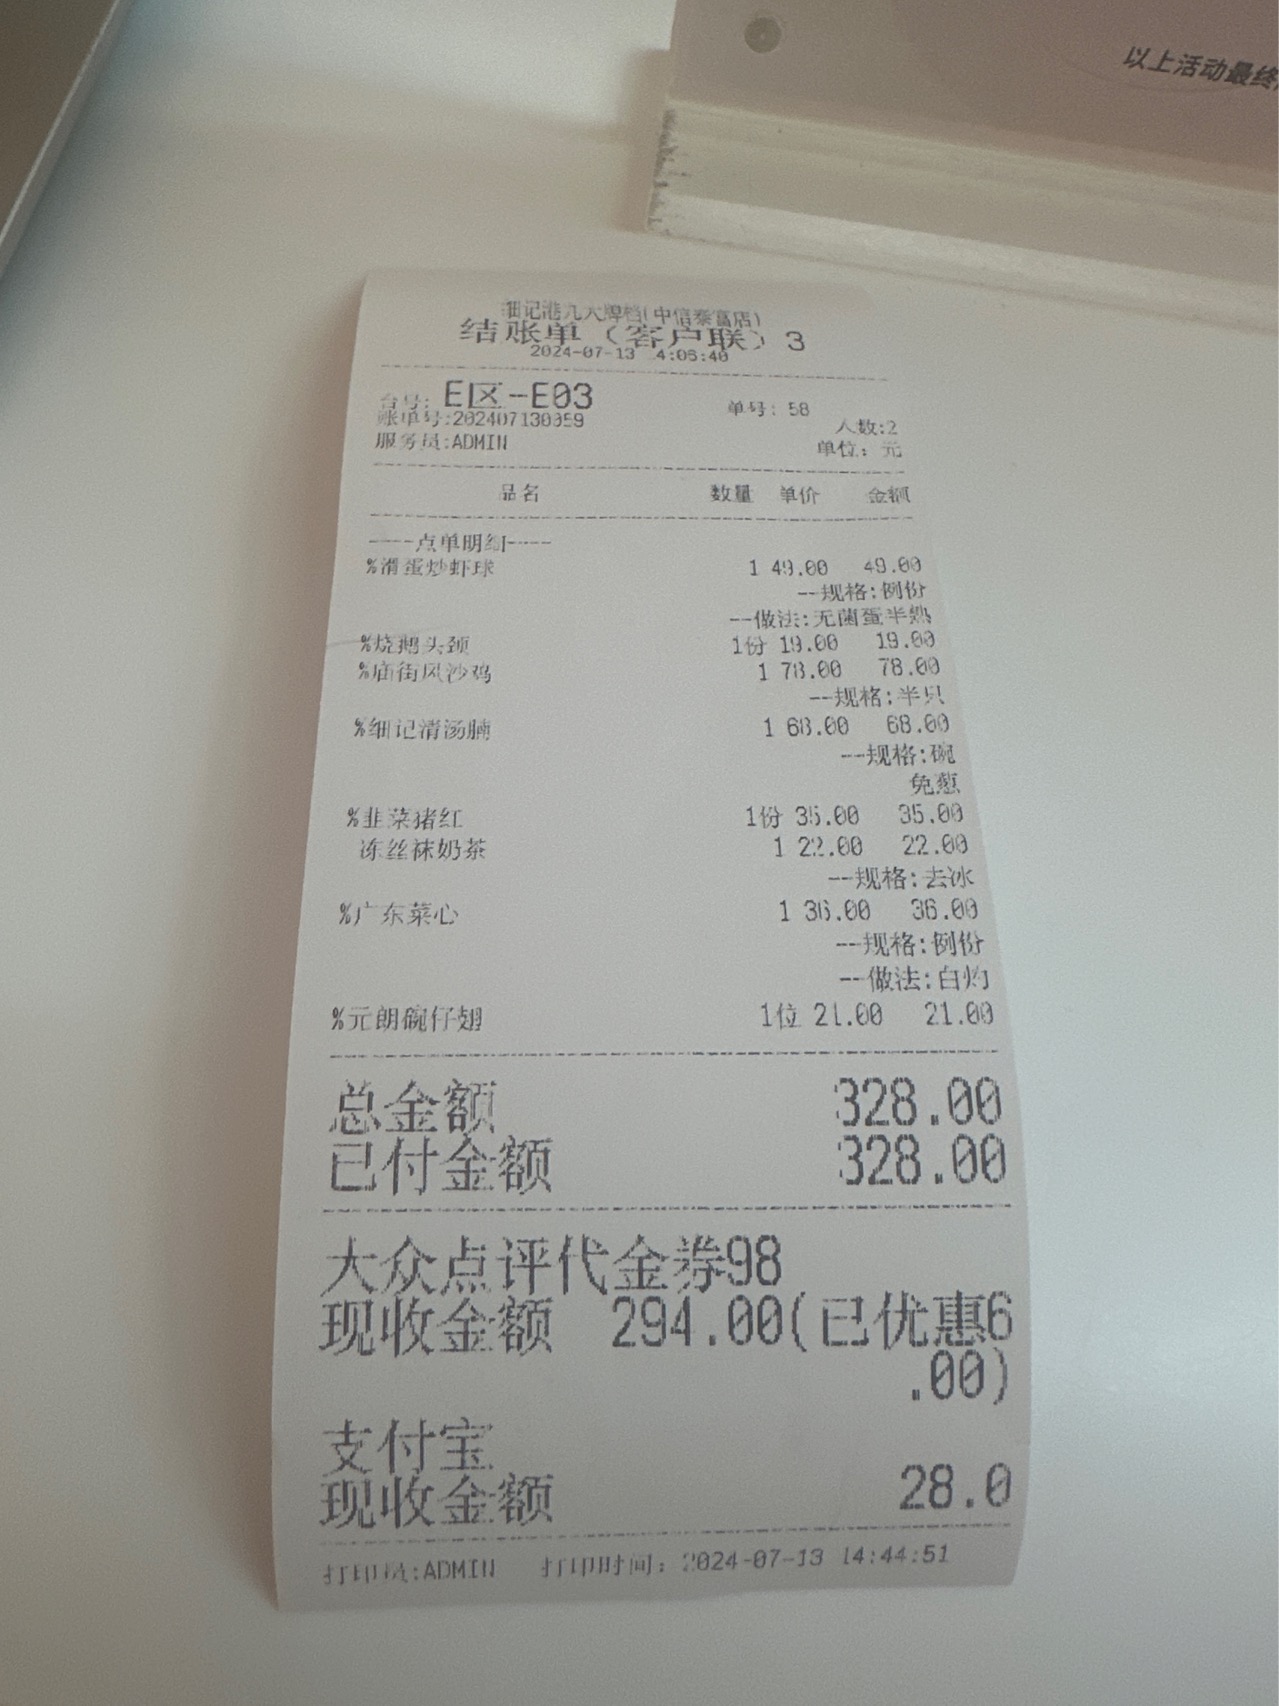 以上活动最终
细记港九大牌档(中信泰富店)
结账单（客户联）3
2024-07-13 4:06:40
台号: E区-E03 单号: 58
账单号:202407130059 人数:2
服务员:ADMIN 单位: 元
品名 数量 单价 金额
----点单明细----
%滑蛋炒虾球 1 49.00 49.00
--规格:例份
--做法:无菌蛋半熟
%烧鹅头颈 1份 19.00 19.00
%庙街风沙鸡 1 78.00 78.00
--规格:半只
%细记清汤腩 1 68.00 68.00
--规格:碗
免葱
%韭菜猪红 1份 35.00 35.00
冻丝袜奶茶 1 22.00 22.00
--规格:去冰
%广东菜心 1 36.00 36.00
--规格:例份
--做法:白灼
%元朗碗仔翅 1位 21.00 21.00
总金额 328.00
已付金额 328.00
大众点评代金券98
现收金额 294.00(已优惠6
.00)
支付宝
现收金额 28.0
打印员:ADMIN 打印时间: 2024-07-13 14:44:51